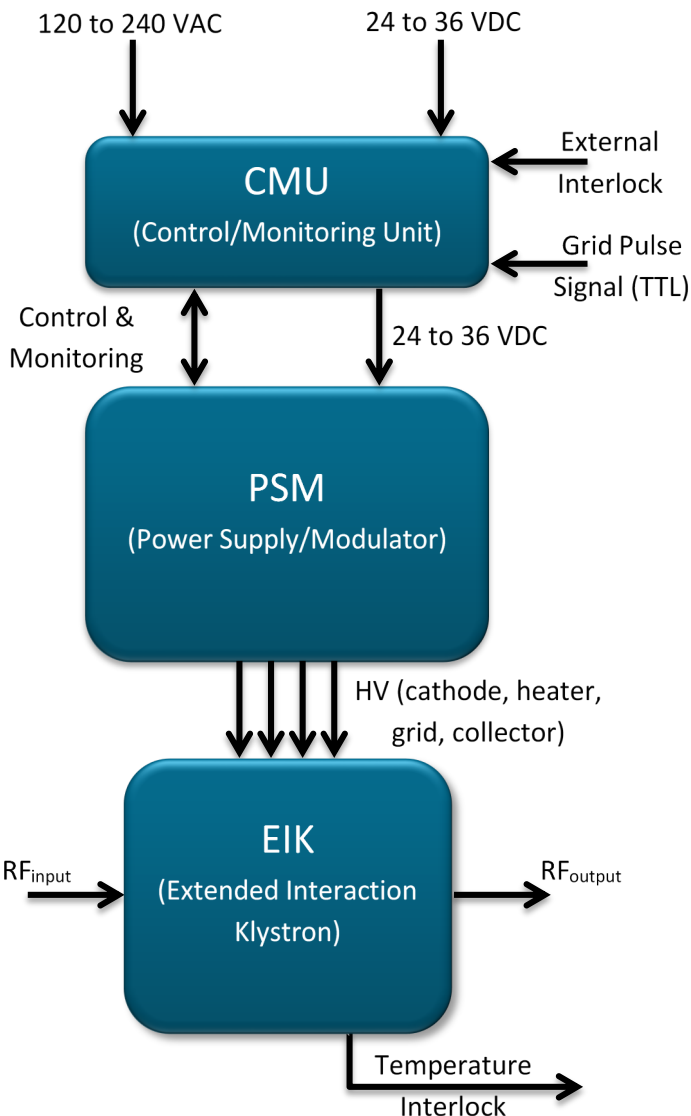 120 to 240 VAC
24 to 36 VDC
CMU
(Control/Monitoring Unit)
External
Interlock
Grid Pulse
Signal (TTL)
Control &
Monitoring
24 to 36 VDC
PSM
(Power Supply/Modulator)
HV (cathode, heater,
grid, collector)
EIK
(Extended Interaction
Klystron)
RFinput
RFoutput
Temperature
Interlock